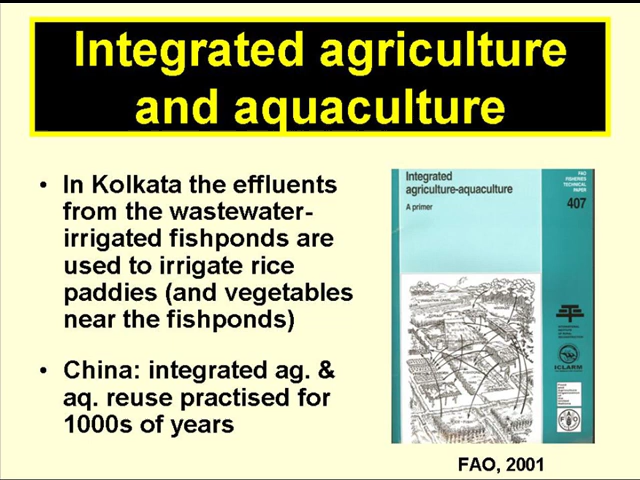 Integrated agriculture
and aquaculture
• In Kolkata the effluents
from the wastewater-
irrigated fishponds are
used to irrigate rice
paddies (and vegetables
near the fishponds)
• China: integrated ag. &
aq. reuse practised for
1000s of years
Integrated
agriculture-aquaculture
A primer
FAO
FISHERIES
TECHNICAL
PAPER
407
ICLARM
FAO, 2001